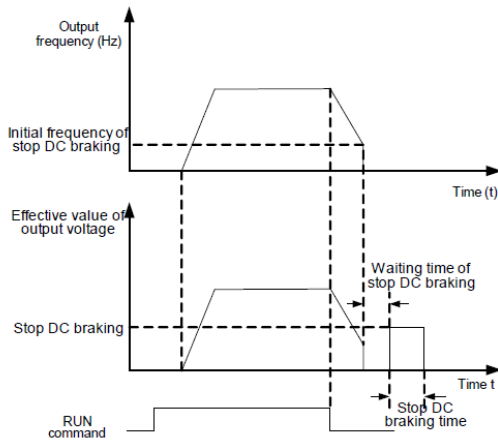 Output
frequency (Hz)
Initial frequency of
stop DC braking
Time (t)
Effective value of
output voltage
Waiting time of
stop DC braking
Stop DC braking
Time t
Stop DC
braking time
RUN
command